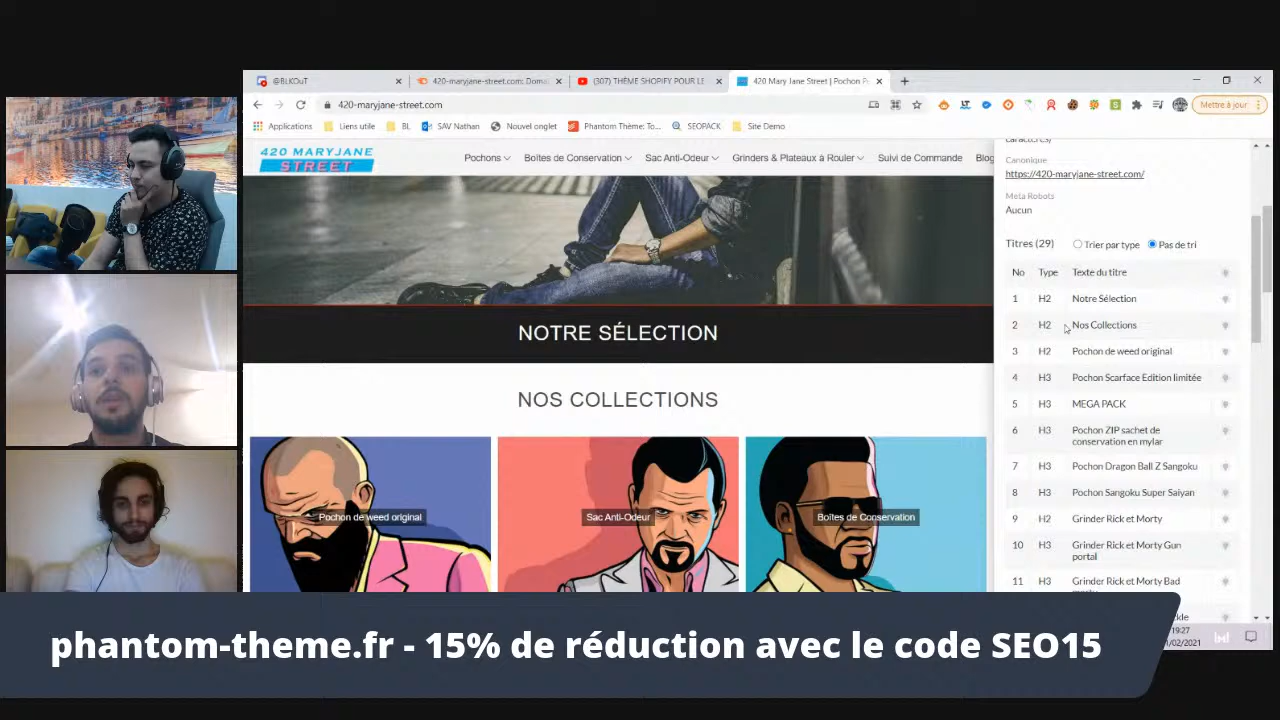 @BLKOuT
420-maryjane-street.com: Doma
(307) THÈME SHOPIFY POUR LE
420 Mary Jane Street | Pochon P
420-maryjane-street.com
Mettre à jour
Applications
Liens utile
BL
SAV Nathan
Nouvel onglet
Phantom Thème: To...
SEOPACK
Site Demo
420 MARYJANE
STREET
Pochons
Boîtes de Conservation
Sac Anti-Odeur
Grinders & Plateaux à Rouler
Suivi de Commande
Blog
NOTRE SÉLECTION
NOS COLLECTIONS
Pochon de weed original
Sac Anti-Odeur
Boîtes de Conservation
caractères)
Canonique
https://420-maryjane-street.com/
Meta Robots
Aucun
Titres (29)
Trier par type
Pas de tri
No Type Texte du titre
1 H2 Notre Sélection
2 H2 Nos Collections
3 H2 Pochon de weed original
4 H3 Pochon Scarface Edition limitée
5 H3 MEGA PACK
6 H3 Pochon ZIP sachet de
conservation en mylar
7 H3 Pochon Dragon Ball Z Sangoku
8 H3 Pochon Sangoku Super Saiyan
9 H2 Grinder Rick et Morty
10 H3 Grinder Rick et Morty Gun
portal
11 H3 Grinder Rick et Morty Bad
19:27
/02/2021
phantom-theme.fr - 15% de réduction avec le code SEO15